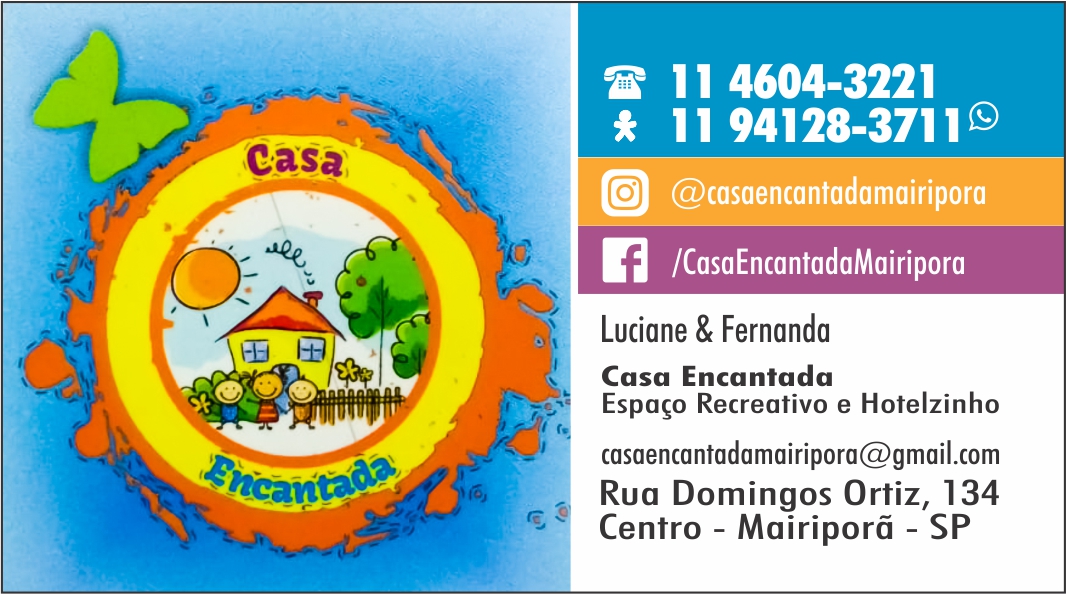 Casa
Encantada
11 4604-3221
11 94128-3711
@casaencantadamairipora
/CasaEncantadaMairipora
Luciane & Fernanda
Casa Encantada
Espaço Recreativo e Hotelzinho
casaencantadamairipora@gmail.com
Rua Domingos Ortiz, 134
Centro - Mairiporã - SP